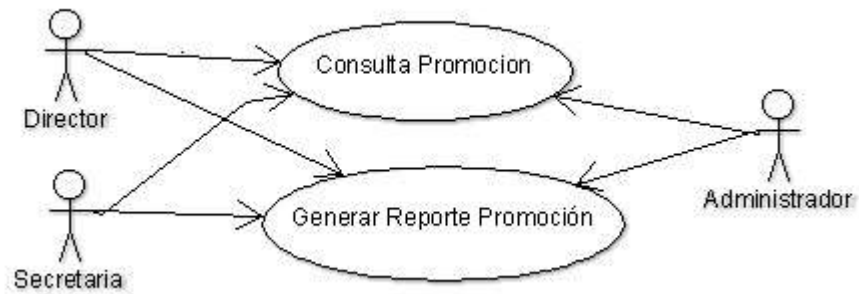 Consulta Promocion
Director
Administrador
Generar Reporte Promoción
Secretaria